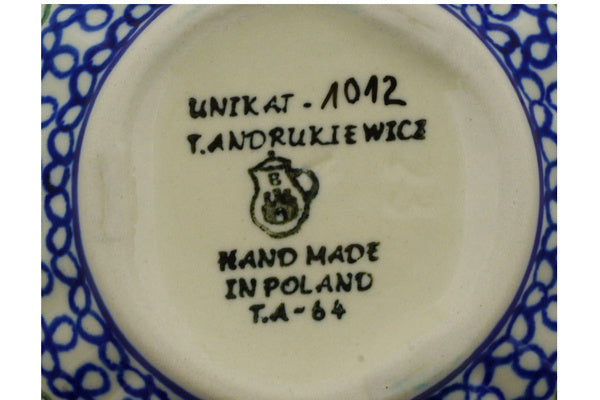 UNIKAT - 1012
T. ANDRUKIEWICZ
B
HAND MADE
IN POLAND
T.A-64